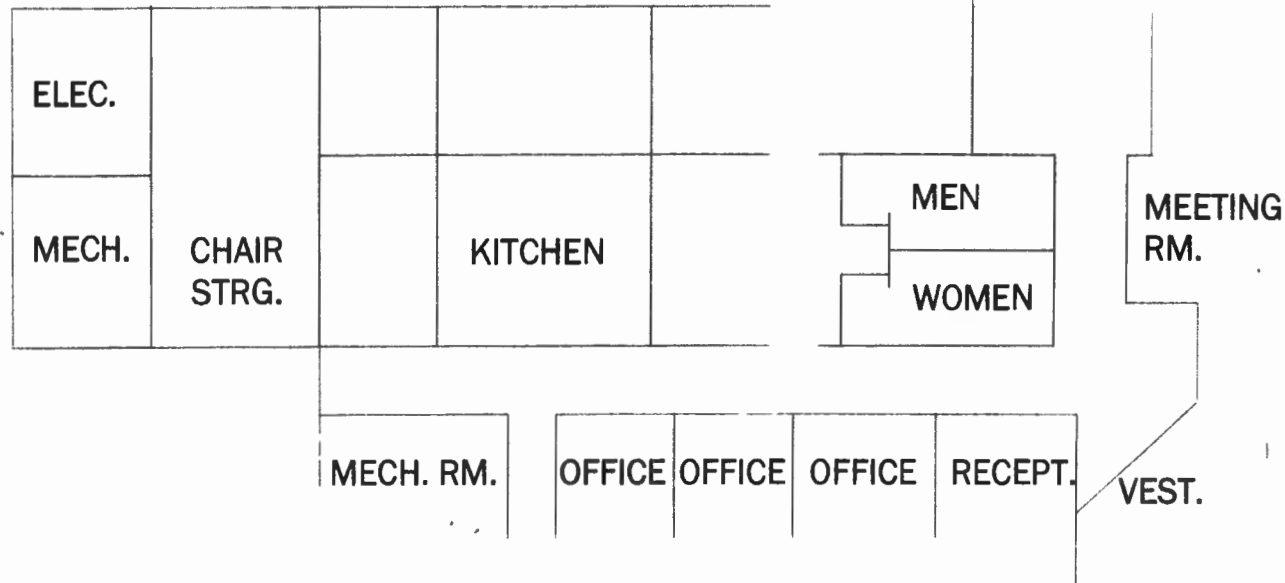 ELEC.
MECH.
CHAIR
STRG.
KITCHEN
MEN
WOMEN
MEETING
RM.
MECH. RM.
OFFICE
OFFICE
OFFICE
RECEPT.
VEST.